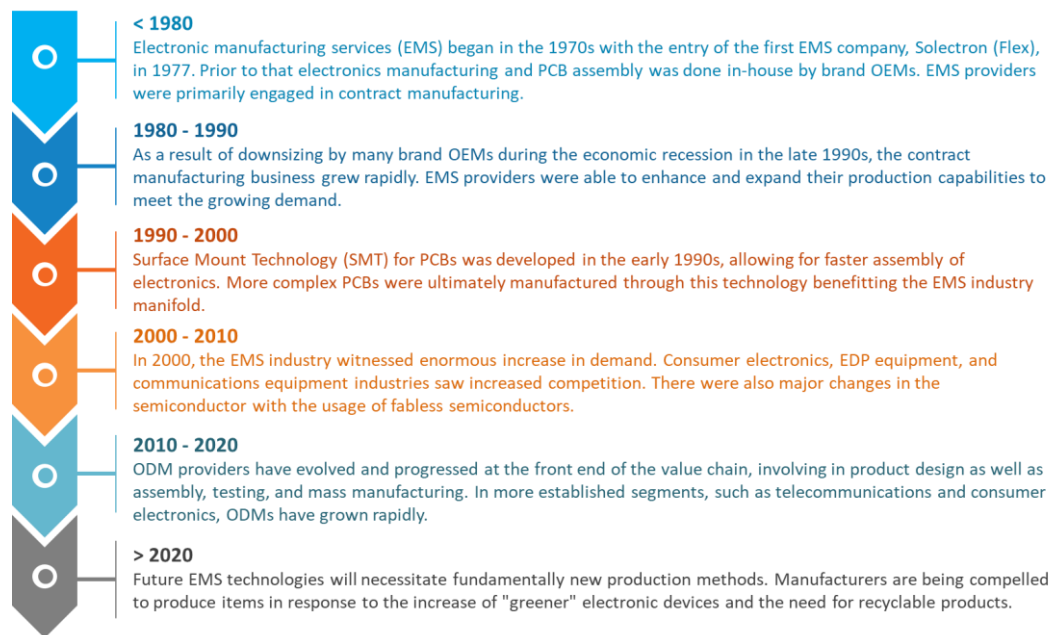 < 1980
Electronic manufacturing services (EMS) began in the 1970s with the entry of the first EMS company, Solectron (Flex),
in 1977. Prior to that electronics manufacturing and PCB assembly was done in-house by brand OEMs. EMS providers
were primarily engaged in contract manufacturing.
1980 - 1990
As a result of downsizing by many brand OEMs during the economic recession in the late 1990s, the contract
manufacturing business grew rapidly. EMS providers were able to enhance and expand their production capabilities to
meet the growing demand.
1990 - 2000
Surface Mount Technology (SMT) for PCBs was developed in the early 1990s, allowing for faster assembly of
electronics. More complex PCBs were ultimately manufactured through this technology benefitting the EMS industry
manifold.
2000 - 2010
In 2000, the EMS industry witnessed enormous increase in demand. Consumer electronics, EDP equipment, and
communications equipment industries saw increased competition. There were also major changes in the
semiconductor with the usage of fabless semiconductors.
2010 - 2020
ODM providers have evolved and progressed at the front end of the value chain, involving in product design as well as
assembly, testing, and mass manufacturing. In more established segments, such as telecommunications and consumer
electronics, ODMs have grown rapidly.
> 2020
Future EMS technologies will necessitate fundamentally new production methods. Manufacturers are being compelled
to produce items in response to the increase of "greener" electronic devices and the need for recyclable products.